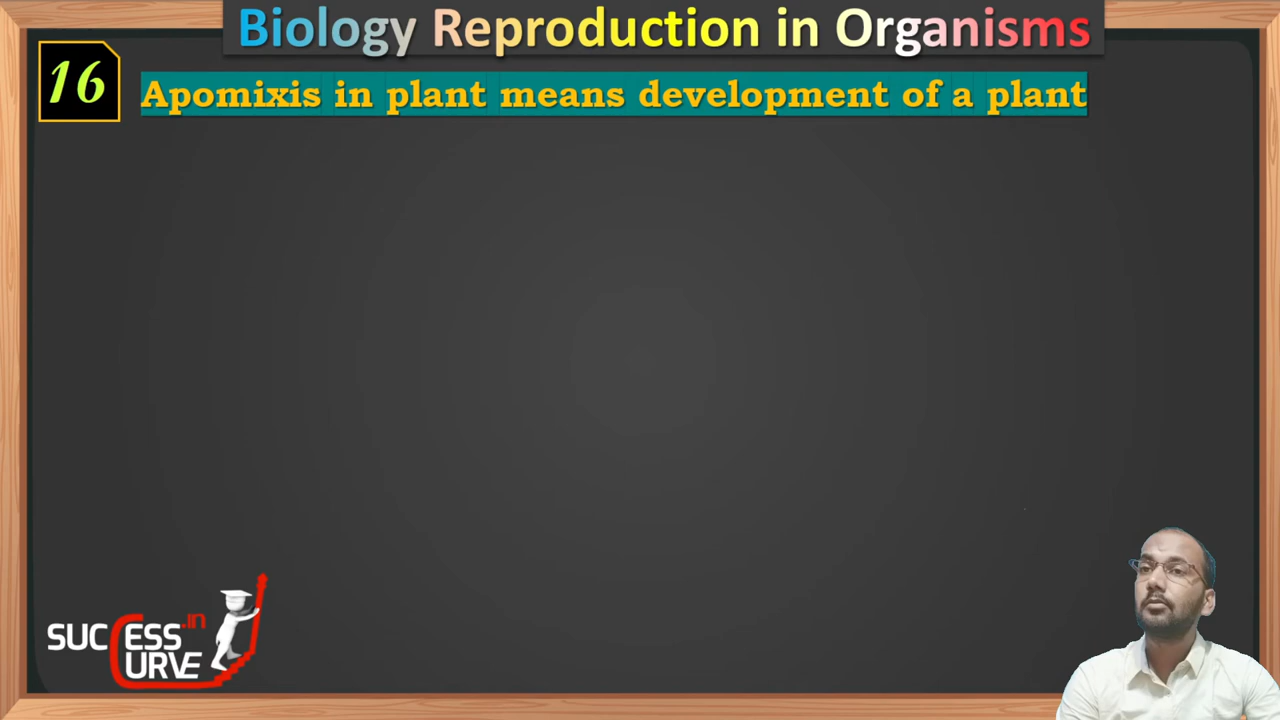 Biology Reproduction in Organisms
16
Apomixis in plant means development of a plant
SUCCESS.in
CURVE